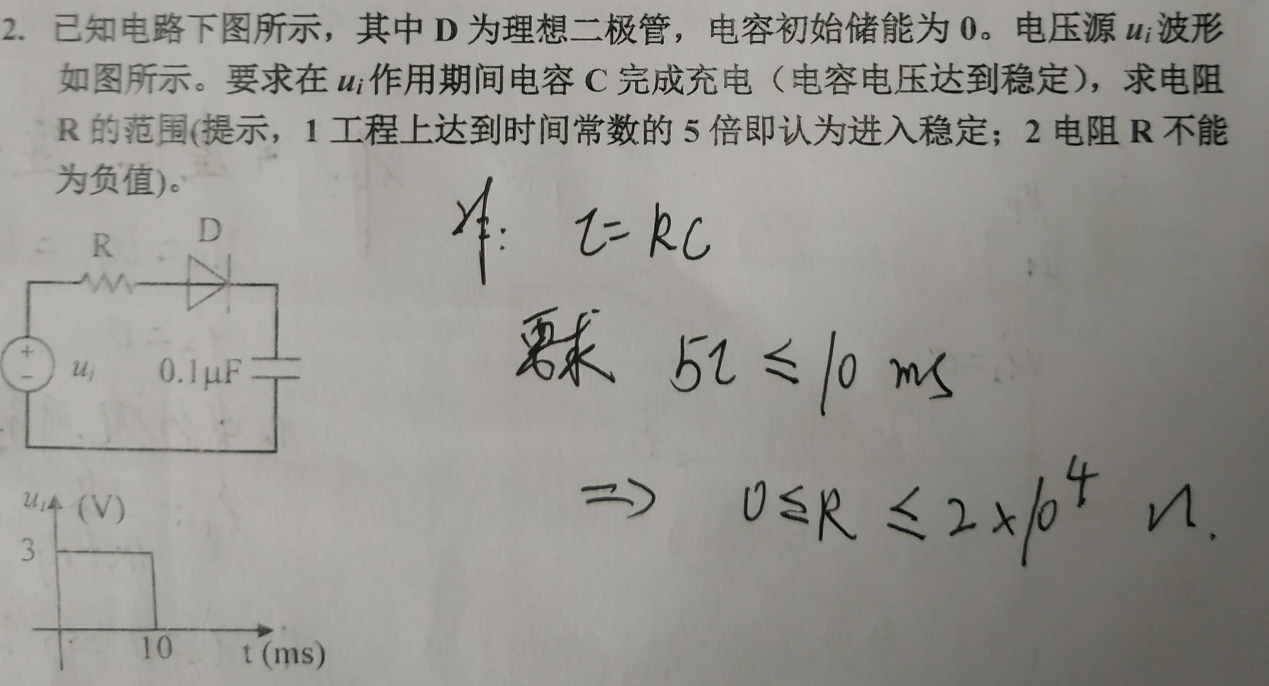 2. 已知电路下图所示，其中 D 为理想二极管，电容初始储能为 0。电压源 uᵢ 波形
如图所示。要求在 uᵢ 作用期间电容 C 完成充电（电容电压达到稳定），求电阻
R 的范围(提示，1 工程上达到时间常数的 5 倍即认为进入稳定；2 电阻 R 不能
为负值)。
R
D
+
−
uᵢ
0.1μF
uᵢ (V)
3
10
t (ms)
解: τ = RC
要求 5τ ≤ 10 ms
=> 0 ≤ R ≤ 2×10⁴ Ω.